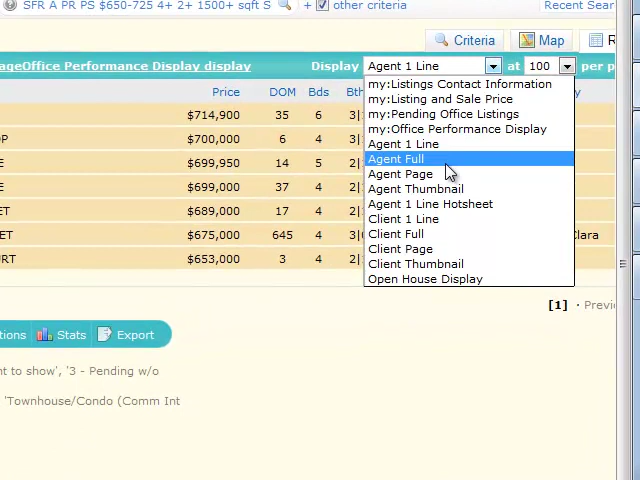 SFR A PR PS $650-725 4+ 2+ 1500+ sqft S + other criteria Recent Sear
Criteria Map R
ageOffice Performance Display display Display Agent 1 Line at 100 per p
Price DOM Bds Bth my:Listings Contact Information y
$714,900 35 6 3| my:Listing and Sale Price
my:Pending Office Listings
OP $700,000 6 4 3| my:Office Performance Display
Agent 1 Line
E $699,950 14 5 2| Agent Full
Agent Page
E $699,000 37 4 2| Agent Thumbnail
Agent 1 Line Hotsheet
ET $689,000 17 4 2| Client 1 Line
ET $675,000 645 4 3| Client Full Clara
Client Page
RT $653,000 3 4 2| Client Thumbnail
Open House Display
[1] · Previo
tions Stats Export
nt to show', '3 - Pending w/o
'Townhouse/Condo (Comm Int